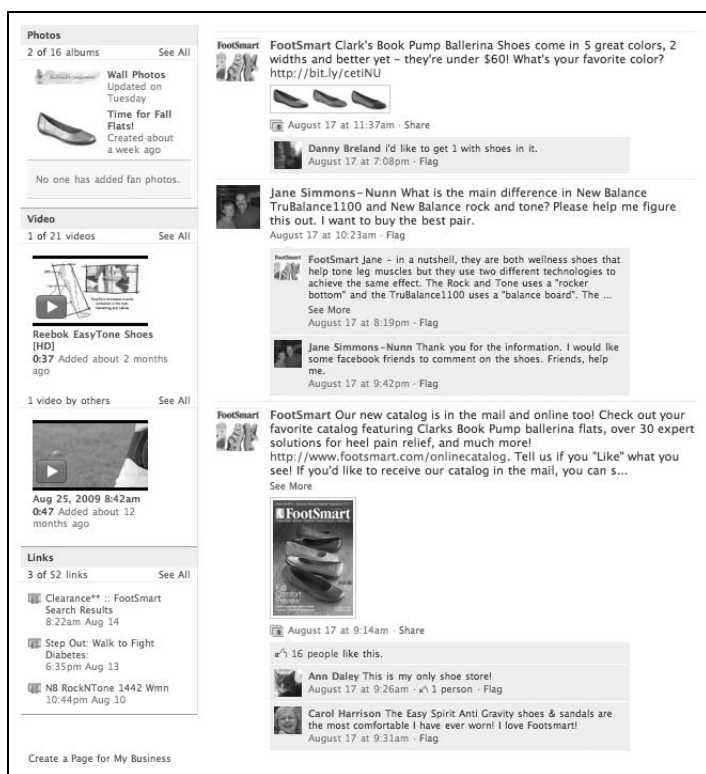 Photos
2 of 16 albums See All
Wall Photos
Updated on
Tuesday
Time for Fall
Flats!
Created about
a week ago
No one has added fan photos.
Video
1 of 21 videos See All
Reebok EasyTone Shoes
[HD]
0:37 Added about 2 months
ago
1 video by others See All
Aug 25, 2009 8:42am
0:47 Added about 12
months ago
Links
3 of 52 links See All
Clearance** :: FootSmart
Search Results
8:22am Aug 14
Step Out: Walk to Fight
Diabetes:
6:35pm Aug 13
NB RockNTone 1442 Wmn
10:44pm Aug 10
Create a Page for My Business
FootSmart
FootSmart Clark's Book Pump Ballerina Shoes come in 5 great colors, 2
widths and better yet – they're under $60! What's your favorite color?
http://bit.ly/cetiNU
August 17 at 11:37am · Share
Danny Breland i'd like to get 1 with shoes in it.
August 17 at 7:08pm · Flag
Jane Simmons-Nunn What is the main difference in New Balance
TruBalance1100 and New Balance rock and tone? Please help me figure
this out. I want to buy the best pair.
August 17 at 10:23am · Flag
FootSmart
FootSmart Jane – in a nutshell, they are both wellness shoes that
help tone leg muscles but they use two different technologies to
achieve the same effect. The Rock and Tone uses a "rocker
bottom" and the TruBalance1100 uses a "balance board". The ...
See More
August 17 at 8:19pm · Flag
Jane Simmons-Nunn Thank you for the information. I would lke
some facebook friends to comment on the shoes. Friends, help
me.
August 17 at 9:42pm · Flag
FootSmart
FootSmart Our new catalog is in the mail and online too! Check out your
favorite catalog featuring Clarks Book Pump ballerina flats, over 30 expert
solutions for heel pain relief, and much more!
http://www.footsmart.com/onlinecatalog. Tell us if you "Like" what you
see! If you'd like to receive our catalog in the mail, you can s...
See More
FootSmart
Fall
Comfort
Preview
August 17 at 9:14am · Share
16 people like this.
Ann Daley This is my only shoe store!
August 17 at 9:26am · 1 person · Flag
Carol Harrison The Easy Spirit Anti Gravity shoes & sandals are
the most comfortable I have ever worn! I love Footsmart!
August 17 at 9:31am · Flag